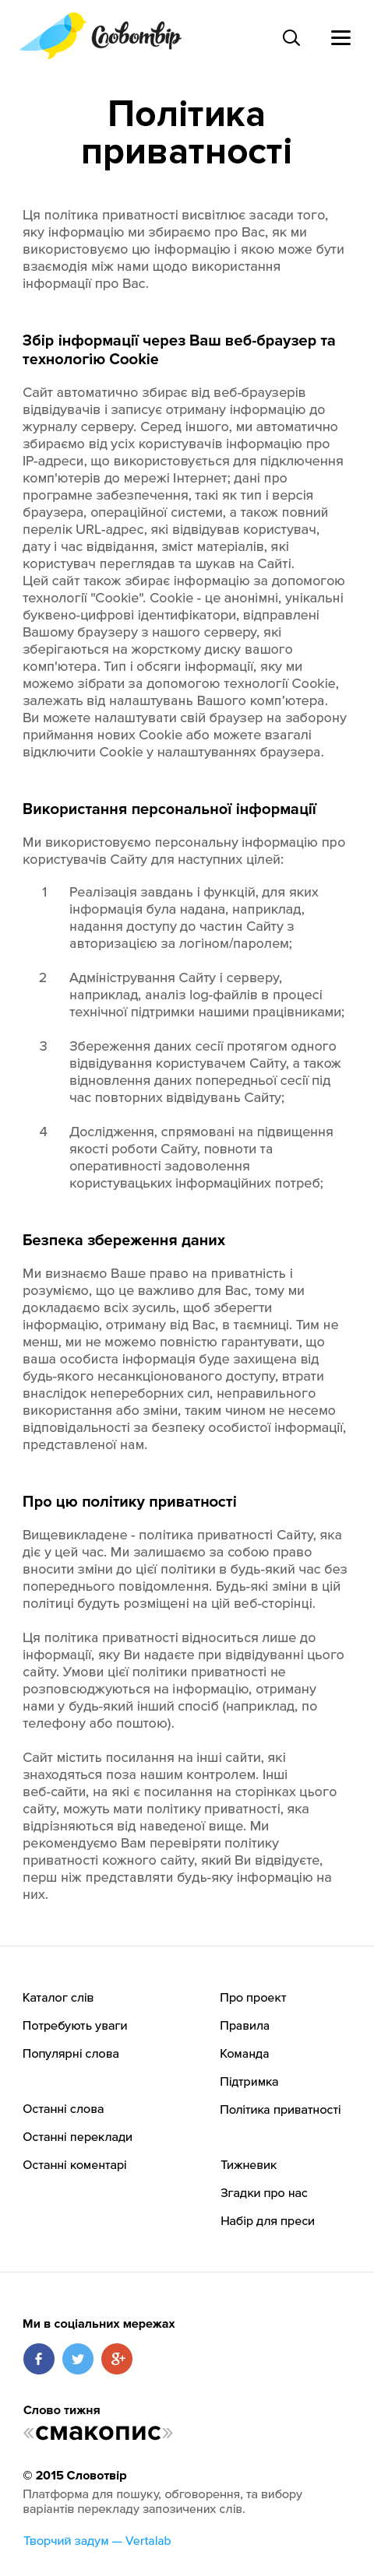 Словотвір
Політика
приватності
Ця політика приватності висвітлює засади того,
яку інформацію ми збираємо про Вас, як ми
використовуємо цю інформацію і якою може бути
взаємодія між нами щодо використання
інформації про Вас.
Збір інформації через Ваш веб-браузер та
технологію Cookie
Сайт автоматично збирає від веб-браузерів
відвідувачів і записує отриману інформацію до
журналу серверу. Серед іншого, ми автоматично
збираємо від усіх користувачів інформацію про
IP-адреси, що використовується для підключення
комп'ютерів до мережі Інтернет; дані про
програмне забезпечення, такі як тип і версія
браузера, операційної системи, а також повний
перелік URL-адрес, які відвідував користувач,
дату і час відвідання, зміст матеріалів, які
користувач переглядав та шукав на Сайті.
Цей сайт також збирає інформацію за допомогою
технології "Cookie". Cookie - це анонімні, унікальні
буквено-цифрові ідентифікатори, відправлені
Вашому браузеру з нашого серверу, які
зберігаються на жорсткому диску вашого
комп'ютера. Тип і обсяги інформації, яку ми
можемо зібрати за допомогою технології Cookie,
залежать від налаштувань Вашого комп’ютера.
Ви можете налаштувати свій браузер на заборону
приймання нових Cookie або можете взагалі
відключити Cookie у налаштуваннях браузера.
Використання персональної інформації
Ми використовуємо персональну інформацію про
користувачів Сайту для наступних цілей:
1 Реалізація завдань і функцій, для яких
інформація була надана, наприклад,
надання доступу до частин Сайту з
авторизацією за логіном/паролем;
2 Адміністрування Сайту і серверу,
наприклад, аналіз log-файлів в процесі
технічної підтримки нашими працівниками;
3 Збереження даних сесії протягом одного
відвідування користувачем Сайту, а також
відновлення даних попередньої сесії під
час повторних відвідувань Сайту;
4 Дослідження, спрямовані на підвищення
якості роботи Сайту, повноти та
оперативності задоволення
користувацьких інформаційних потреб;
Безпека збереження даних
Ми визнаємо Ваше право на приватність і
розуміємо, що це важливо для Вас, тому ми
докладаємо всіх зусиль, щоб зберегти
інформацію, отриману від Вас, в таємниці. Тим не
менш, ми не можемо повністю гарантувати, що
ваша особиста інформація буде захищена від
будь-якого несанкціонованого доступу, втрати
внаслідок непереборних сил, неправильного
використання або зміни, таким чином не несемо
відповідальності за безпеку особистої інформації,
представленої нам.
Про цю політику приватності
Вищевикладене - політика приватності Сайту, яка
діє у цей час. Ми залишаємо за собою право
вносити зміни до цієї політики в будь-який час без
попереднього повідомлення. Будь-які зміни в цій
політиці будуть розміщені на цій веб-сторінці.
Ця політика приватності відноситься лише до
інформації, яку Ви надаєте при відвідуванні цього
сайту. Умови цієї політики приватності не
розповсюджуються на інформацію, отриману
нами у будь-який інший спосіб (наприклад, по
телефону або поштою).
Сайт містить посилання на інші сайти, які
знаходяться поза нашим контролем. Інші
веб-сайти, на які є посилання на сторінках цього
сайту, можуть мати політику приватності, яка
відрізняються від наведеної вище. Ми
рекомендуємо Вам перевіряти політику
приватності кожного сайту, який Ви відвідуєте,
перш ніж представляти будь-яку інформацію на
них.
Каталог слів
Потребують уваги
Популярні слова
Останні слова
Останні переклади
Останні коментарі
Про проект
Правила
Команда
Підтримка
Політика приватності
Тижневик
Згадки про нас
Набір для преси
Ми в соціальних мережах
Слово тижня
«смакопис»
© 2015 Словотвір
Платформа для пошуку, обговорення, та вибору
варіантів перекладу запозичених слів.
Творчий задум — Vertalab